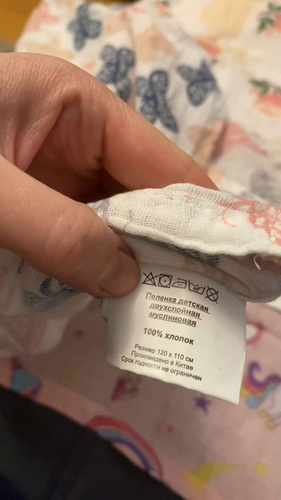 Пеленка детская
двухслойная
муслиновая
100% хлопок
Размер 120 х 110 см
Произведено в Китае
Срок годности не ограничен